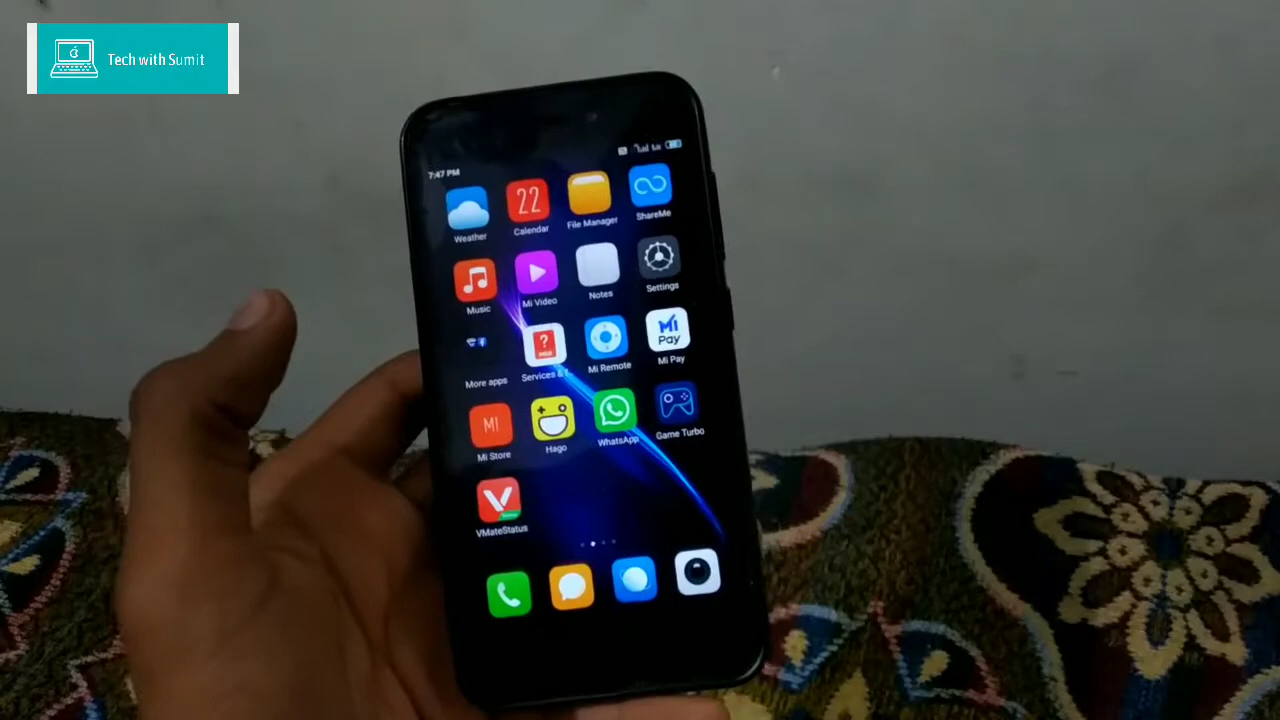 Tech with Sumit
7:47 PM
22
Weather
Calendar
File Manager
ShareMe
Music
Mi Video
Notes
Settings
?
Mi
Pay
More apps
Services &
Mi Remote
Mi Pay
MI
Mi Store
Hago
WhatsApp
Game Turbo
V
VMateStatus